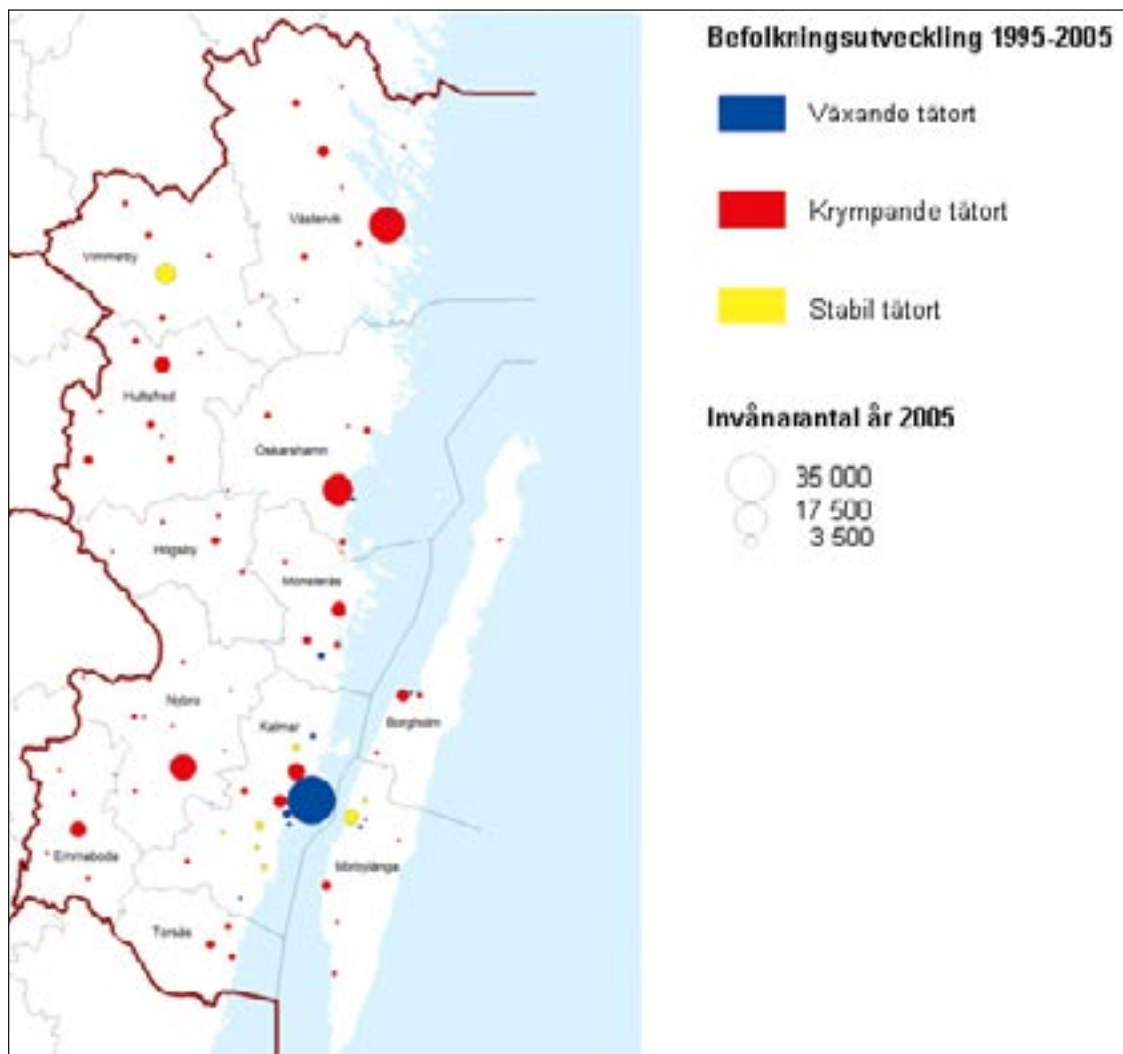 Befolkningsutveckling 1995-2005
Växande tätort
Krympande tätort
Stabil tätort
Invånarantal år 2005
35 000
17 500
3 500
Västervik
Vimmerby
Hultsfred
Oskarshamn
Högsby
Mönsterås
Nybro
Kalmar
Borgholm
Emmaboda
Mörbylånga
Torsås